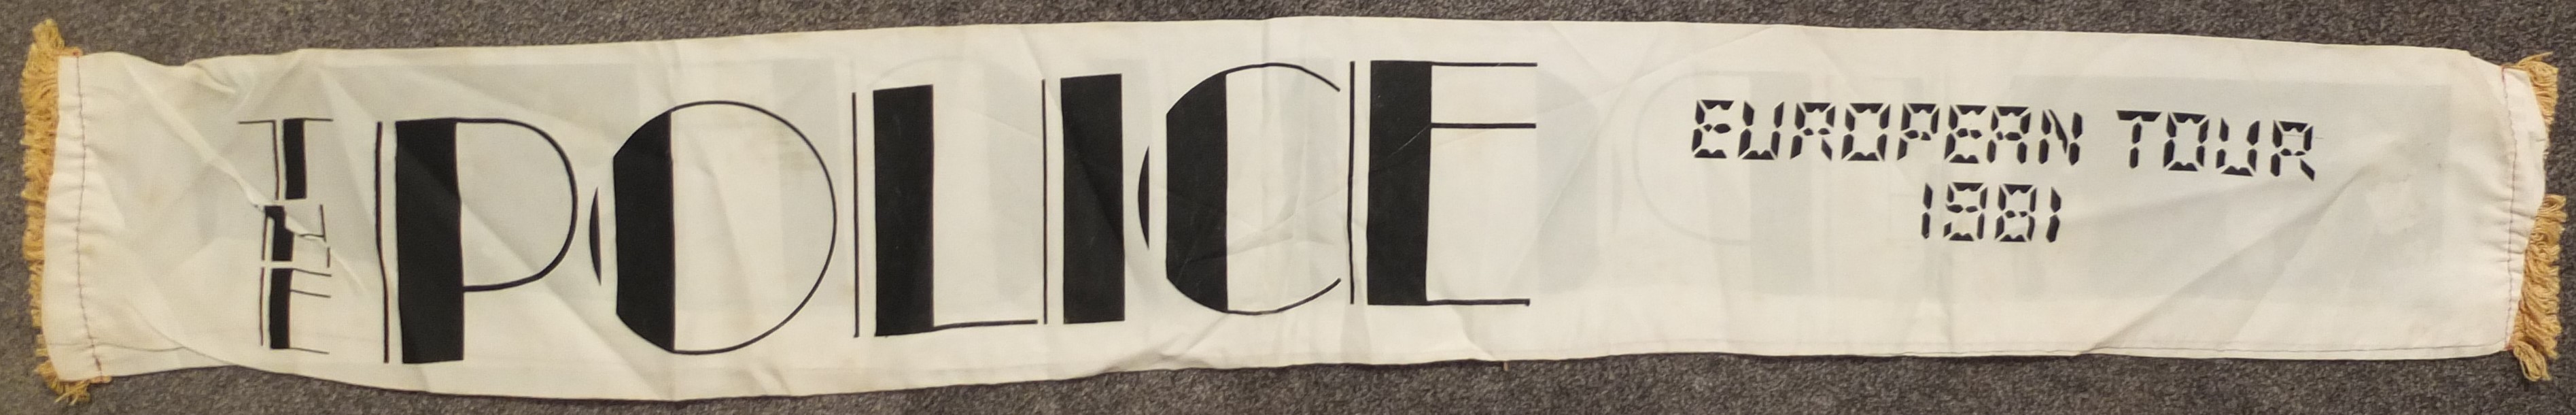 THE POLICE
EUROPEAN TOUR
1981